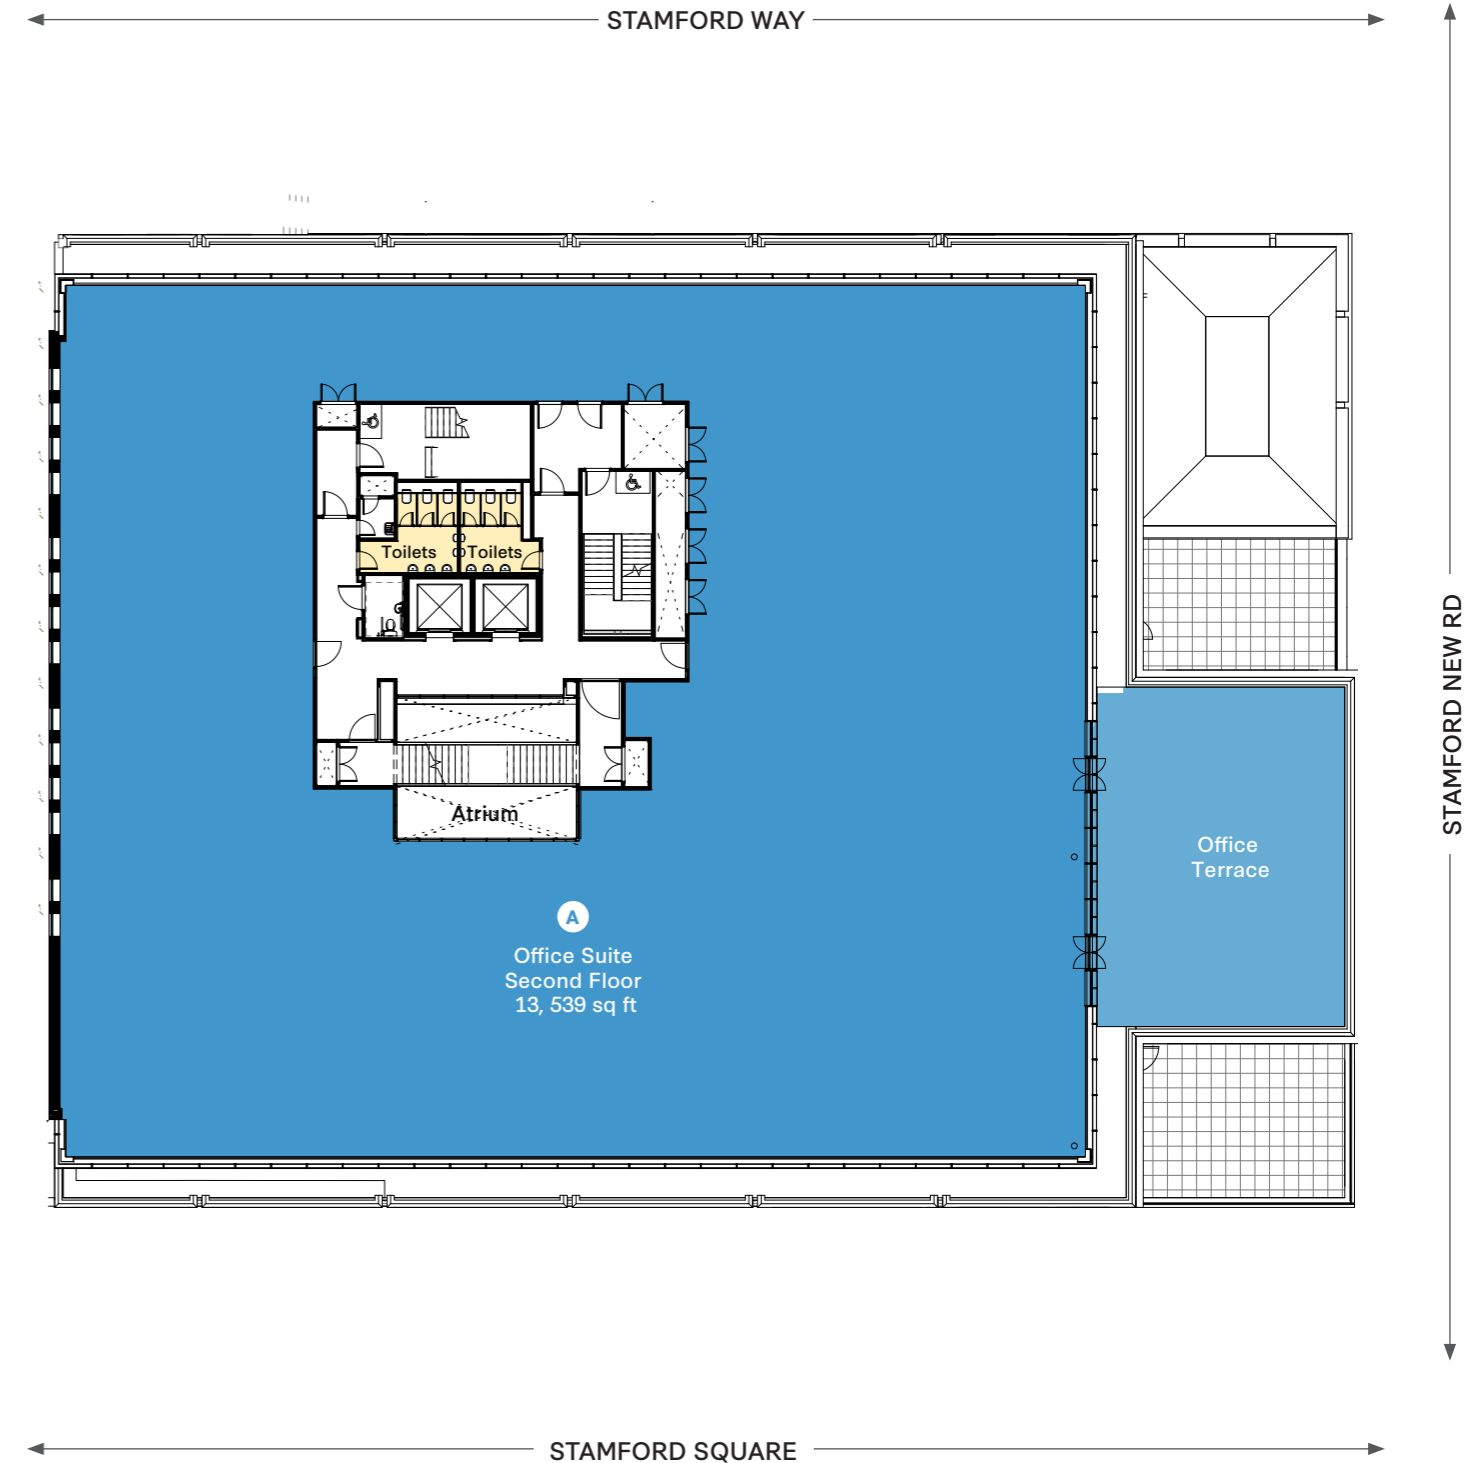 STAMFORD WAY
STAMFORD NEW RD
Toilets
Toilets
Atrium
Office
Terrace
A
Office Suite
Second Floor
13, 539 sq ft
STAMFORD SQUARE